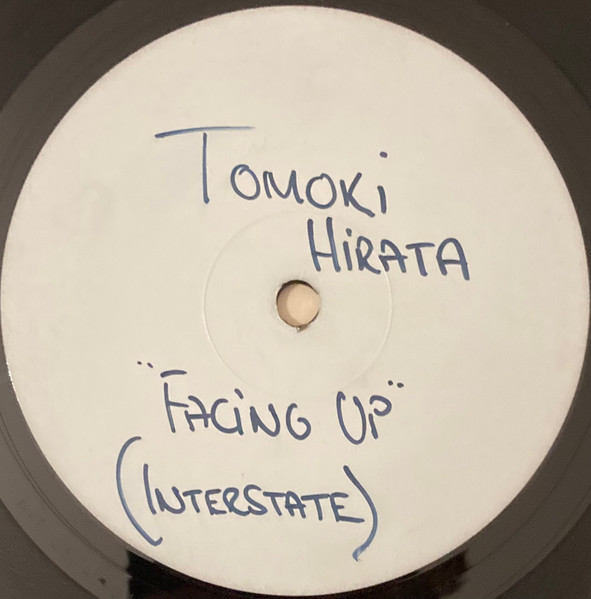 Tomoki
Hirata
"Facing Up"
(Interstate)